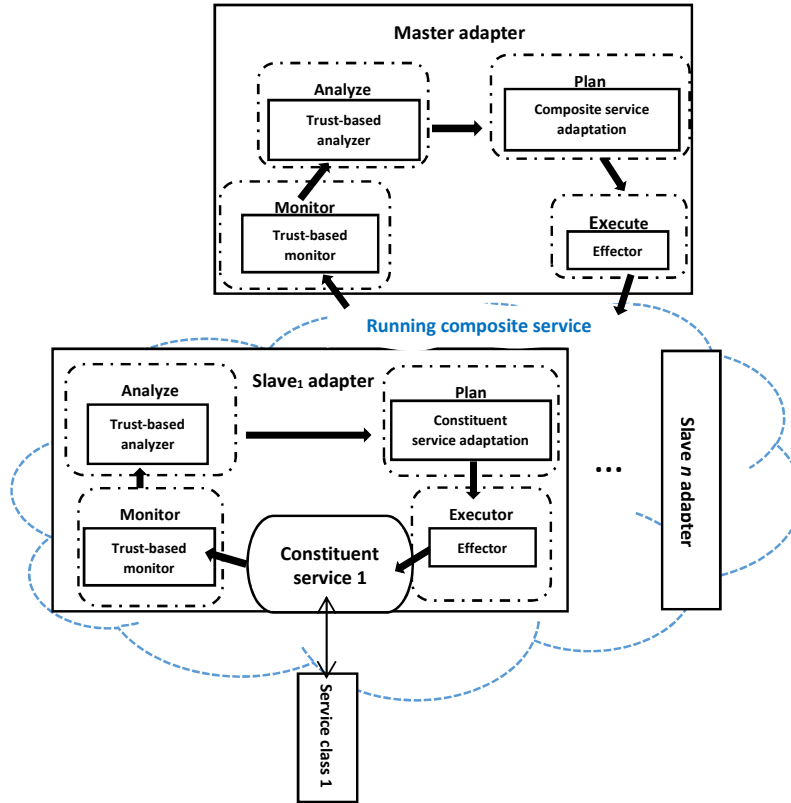 Master adapter
Analyze
Trust-based
analyzer
Plan
Composite service
adaptation
Monitor
Trust-based
monitor
Execute
Effector
Running composite service
Slave₁ adapter
Analyze
Trust-based
analyzer
Plan
Constituent
service adaptation
Monitor
Trust-based
monitor
Constituent
service 1
Executor
Effector
...
Slave n adapter
Service class 1